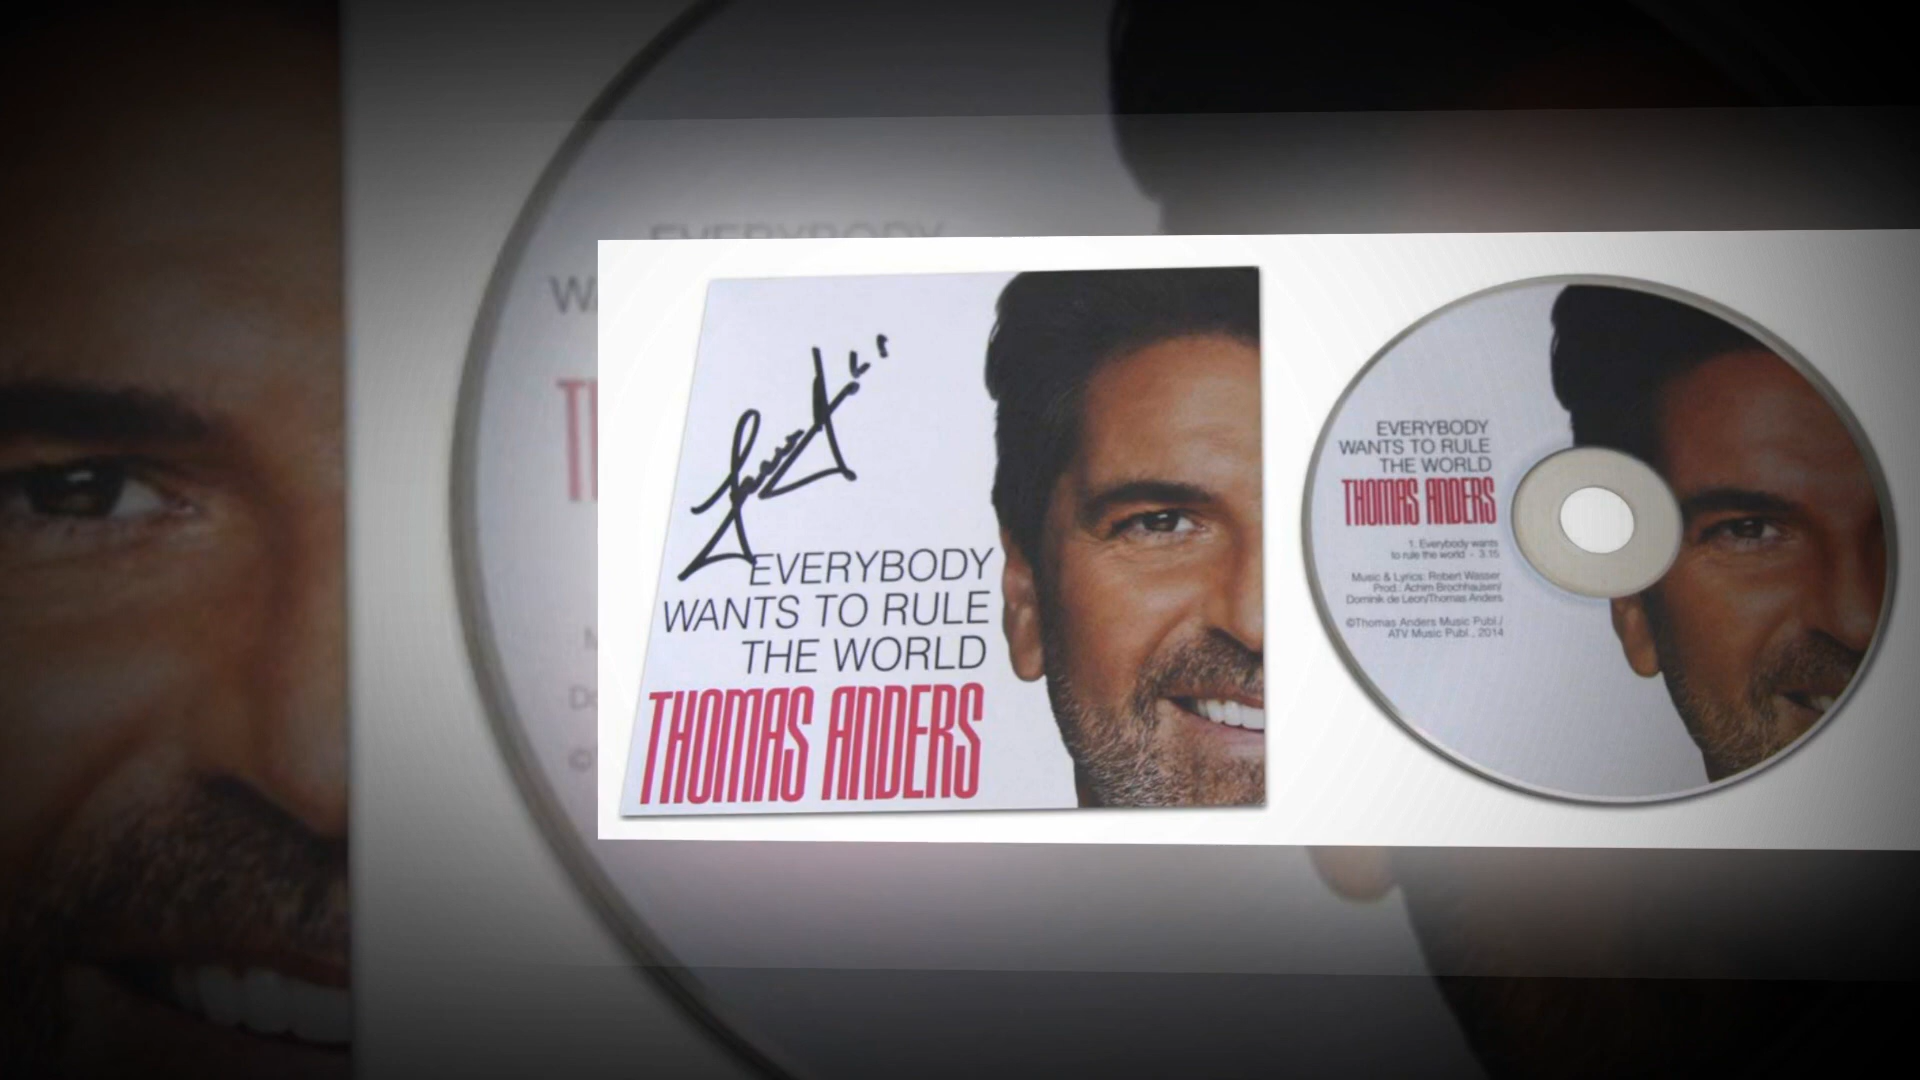 EVERYBODY
WANTS TO RULE
THE WORLD
THOMAS ANDERS
EVERYBODY
WANTS TO RULE
THE WORLD
THOMAS ANDERS
1. Everybody wants
to rule the world - 3.15
Music & Lyrics: Robert Wasser
Prod.: Achim Brochhausen/
Dominik de Leon/Thomas Anders
©Thomas Anders Music Publ./
ATV Music Publ., 2014
EVERYBODY